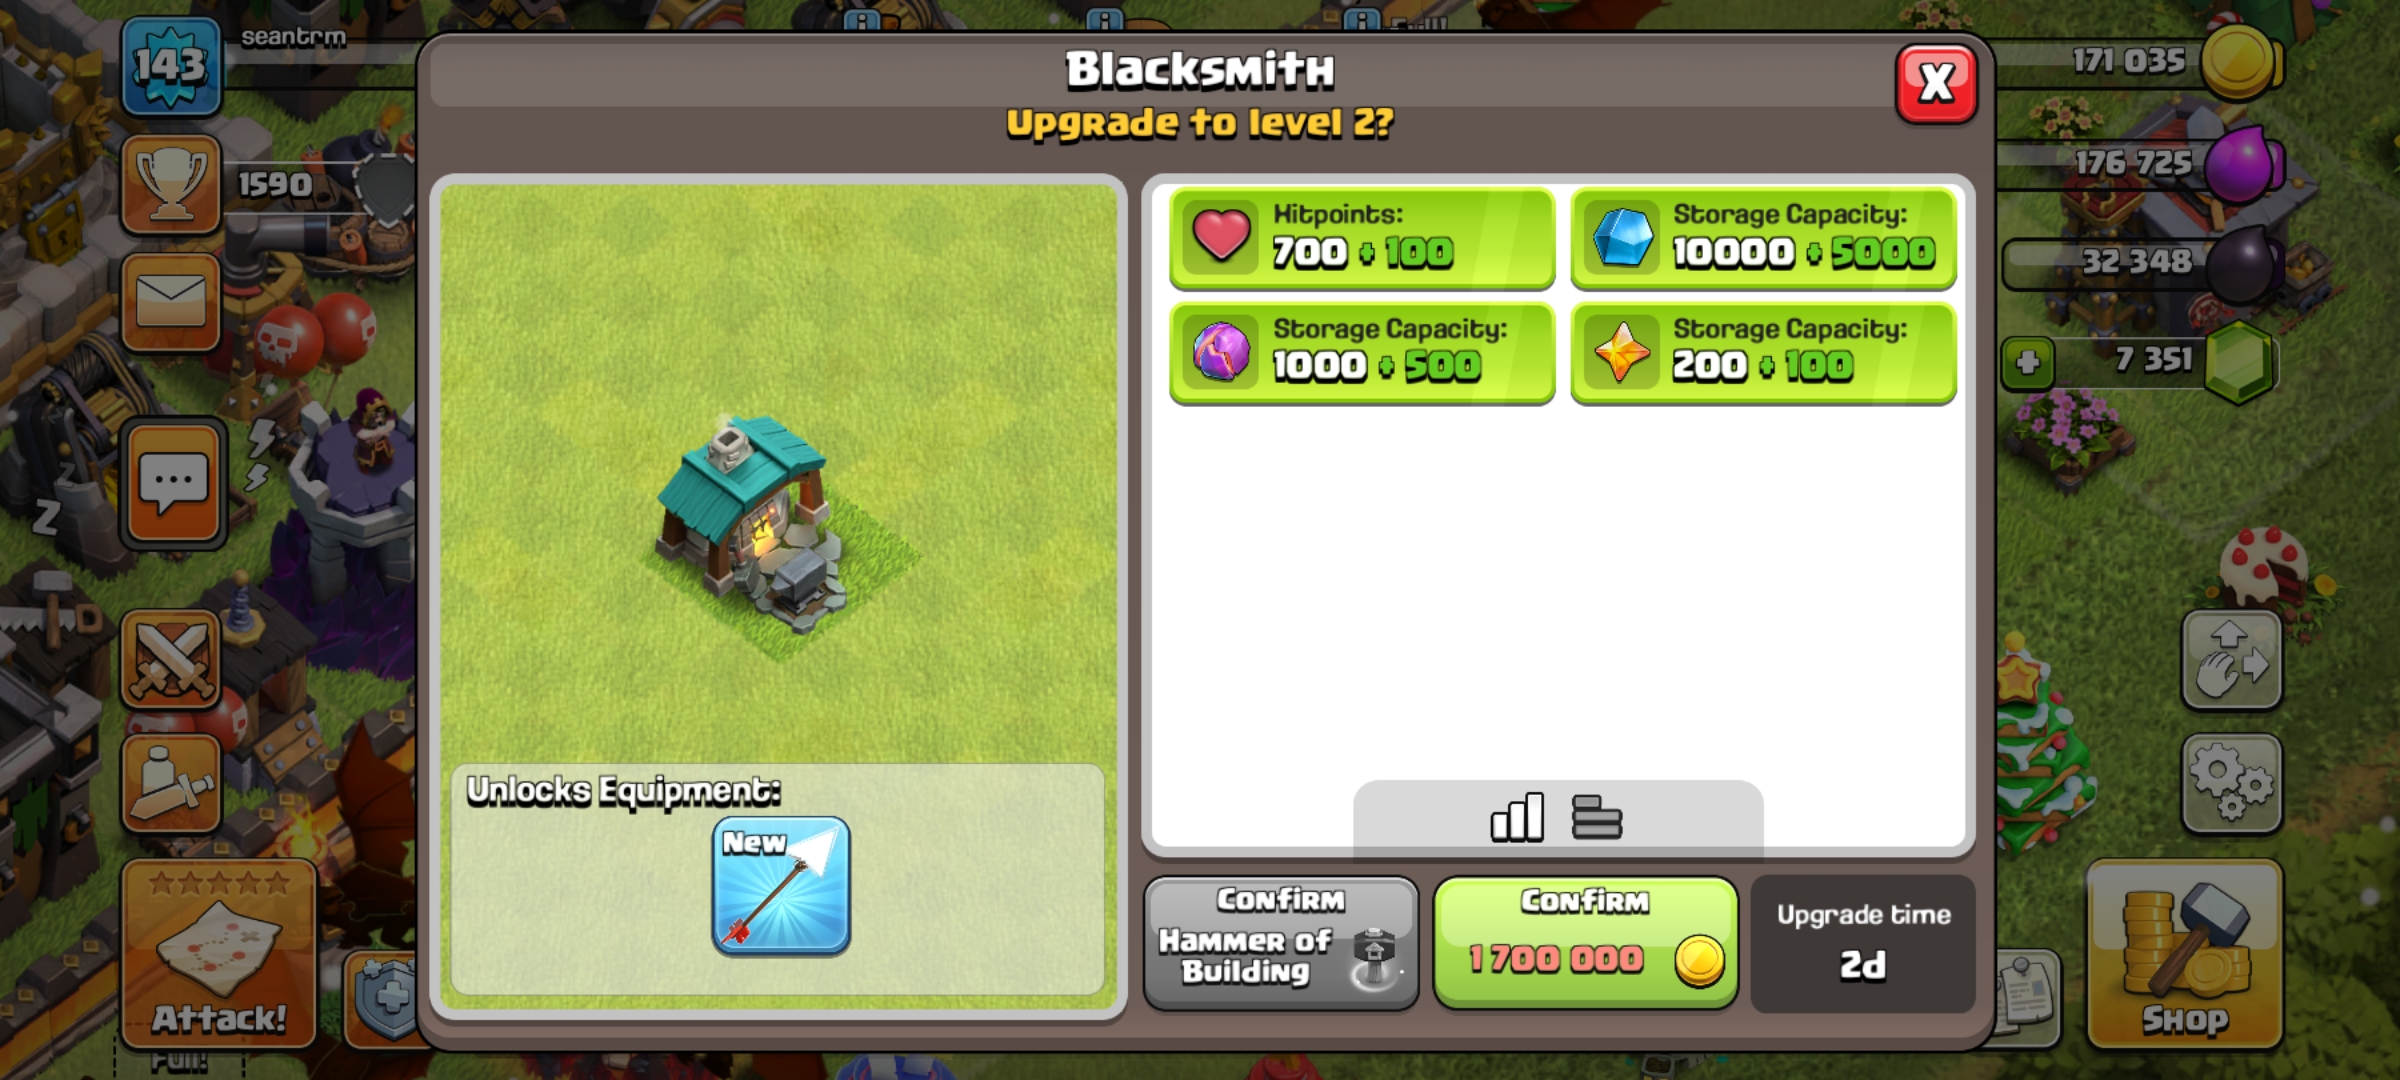 143
seantrm
1590
Blacksmith
Upgrade to level 2?
X
171 035
176 725
32 348
7 351
Hitpoints:
700 + 100
Storage Capacity:
10000 + 5000
Storage Capacity:
1000 + 500
Storage Capacity:
200 + 100
Z
Z
Unlocks Equipment:
New
Confirm
Hammer of
Building
Confirm
1 700 000
Upgrade time
2d
Attack!
Full!
Shop